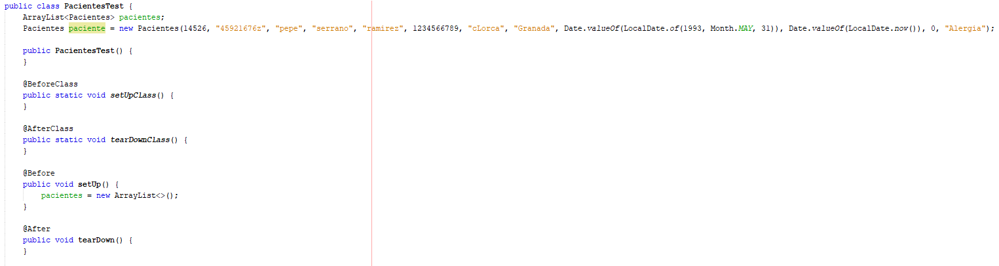 public class PacientesTest {
ArrayList<Pacientes> pacientes;
Pacientes paciente = new Pacientes(14526, "45921676z", "pepe", "serrano", "ramirez", 1234566789, "cLorca", "Granada", Date.valueOf(LocalDate.of(1993, Month.MAY, 31)), Date.valueOf(LocalDate.now()), 0, "Alergia");
public PacientesTest() {
}
@BeforeClass
public static void setUpClass() {
}
@AfterClass
public static void tearDownClass() {
}
@Before
public void setUp() {
pacientes = new ArrayList<>();
}
@After
public void tearDown() {
}